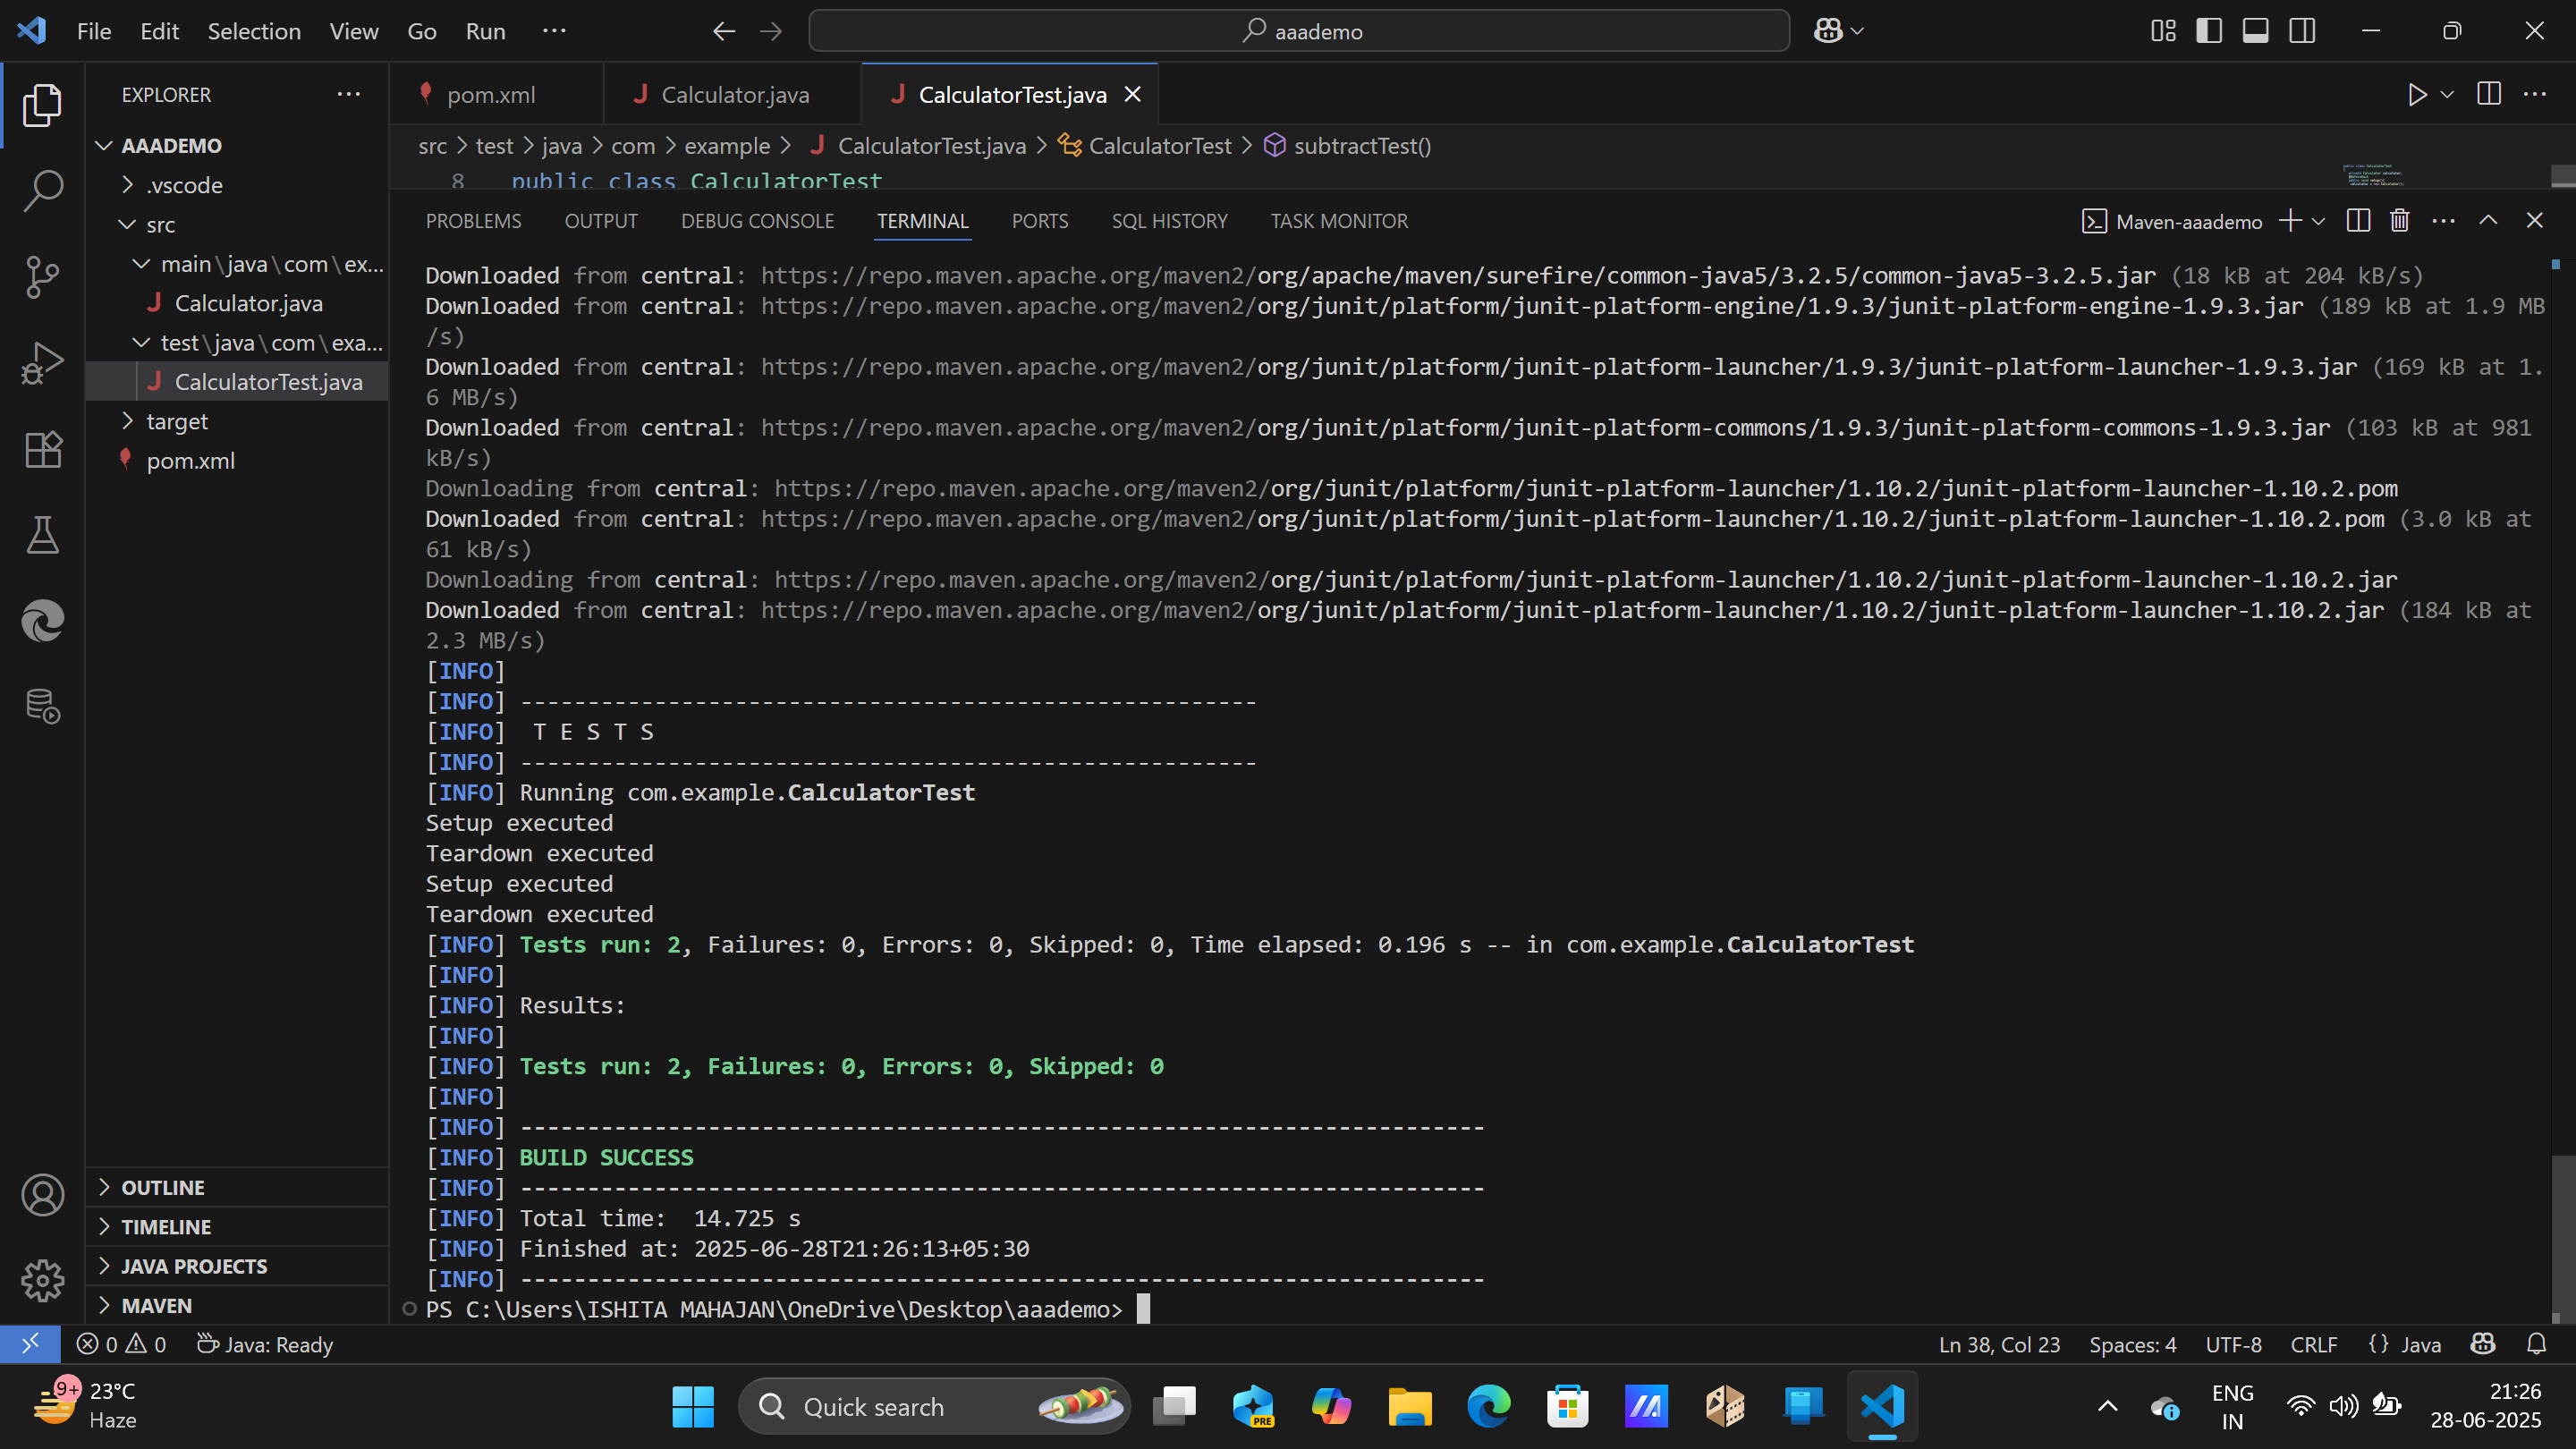 File Edit Selection View Go Run ··· aaademo
EXPLORER ···
AAADEMO
.vscode
src
main\java\com\ex...
Calculator.java
test\java\com\exa...
CalculatorTest.java
target
pom.xml
OUTLINE
TIMELINE
JAVA PROJECTS
MAVEN
pom.xml Calculator.java CalculatorTest.java
src > test > java > com > example > CalculatorTest.java > CalculatorTest > subtractTest()
8 public class CalculatorTest
PROBLEMS OUTPUT DEBUG CONSOLE TERMINAL PORTS SQL HISTORY TASK MONITOR Maven-aaademo
Downloaded from central: https://repo.maven.apache.org/maven2/org/apache/maven/surefire/common-java5/3.2.5/common-java5-3.2.5.jar (18 kB at 204 kB/s)
Downloaded from central: https://repo.maven.apache.org/maven2/org/junit/platform/junit-platform-engine/1.9.3/junit-platform-engine-1.9.3.jar (189 kB at 1.9 MB
/s)
Downloaded from central: https://repo.maven.apache.org/maven2/org/junit/platform/junit-platform-launcher/1.9.3/junit-platform-launcher-1.9.3.jar (169 kB at 1.
6 MB/s)
Downloaded from central: https://repo.maven.apache.org/maven2/org/junit/platform/junit-platform-commons/1.9.3/junit-platform-commons-1.9.3.jar (103 kB at 981
kB/s)
Downloading from central: https://repo.maven.apache.org/maven2/org/junit/platform/junit-platform-launcher/1.10.2/junit-platform-launcher-1.10.2.pom
Downloaded from central: https://repo.maven.apache.org/maven2/org/junit/platform/junit-platform-launcher/1.10.2/junit-platform-launcher-1.10.2.pom (3.0 kB at
61 kB/s)
Downloading from central: https://repo.maven.apache.org/maven2/org/junit/platform/junit-platform-launcher/1.10.2/junit-platform-launcher-1.10.2.jar
Downloaded from central: https://repo.maven.apache.org/maven2/org/junit/platform/junit-platform-launcher/1.10.2/junit-platform-launcher-1.10.2.jar (184 kB at
2.3 MB/s)
[INFO]
[INFO] -------------------------------------------------------
[INFO]  T E S T S
[INFO] -------------------------------------------------------
[INFO] Running com.example.CalculatorTest
Setup executed
Teardown executed
Setup executed
Teardown executed
[INFO] Tests run: 2, Failures: 0, Errors: 0, Skipped: 0, Time elapsed: 0.196 s -- in com.example.CalculatorTest
[INFO]
[INFO] Results:
[INFO]
[INFO] Tests run: 2, Failures: 0, Errors: 0, Skipped: 0
[INFO]
[INFO] ------------------------------------------------------------------------
[INFO] BUILD SUCCESS
[INFO] ------------------------------------------------------------------------
[INFO] Total time:  14.725 s
[INFO] Finished at: 2025-06-28T21:26:13+05:30
[INFO] ------------------------------------------------------------------------
PS C:\Users\ISHITA MAHAJAN\OneDrive\Desktop\aaademo>
0 0 Java: Ready Ln 38, Col 23 Spaces: 4 UTF-8 CRLF {} Java
9+ 23°C
Haze
Quick search
PRE
ENG
IN
21:26
28-06-2025